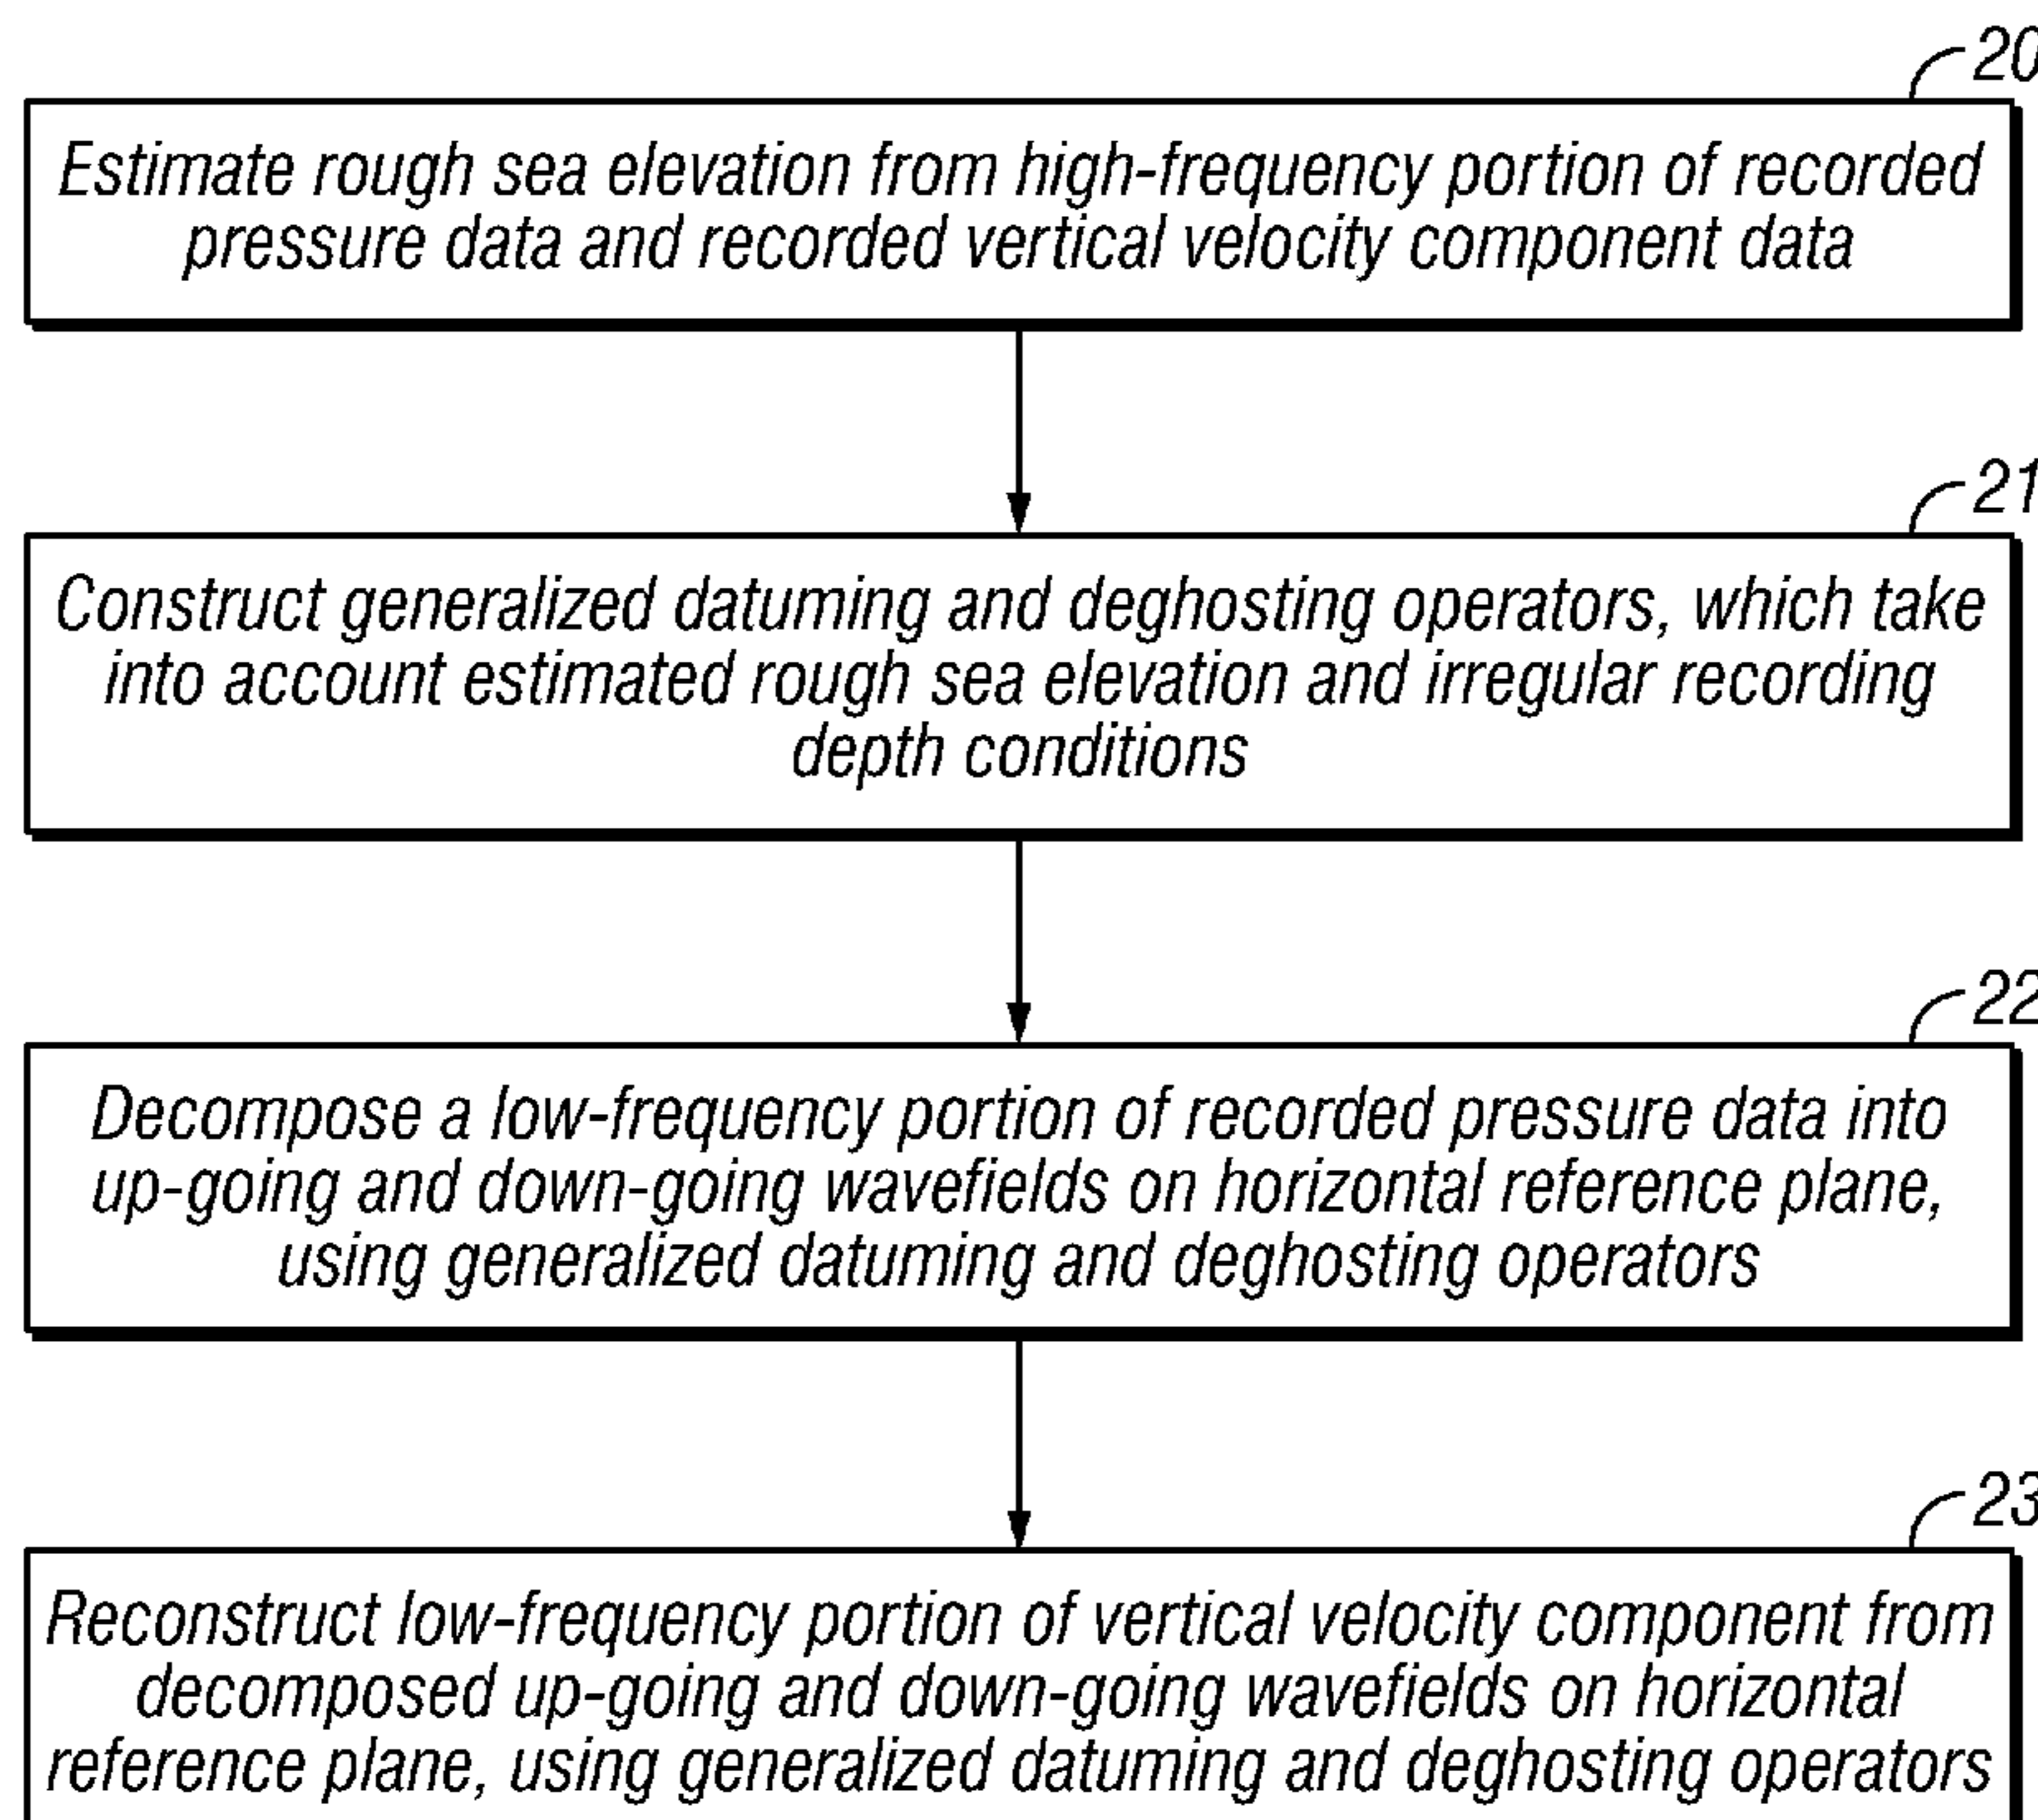 20
Estimate rough sea elevation from high-frequency portion of recorded
pressure data and recorded vertical velocity component data
21
Construct generalized datuming and deghosting operators, which take
into account estimated rough sea elevation and irregular recording
depth conditions
22
Decompose a low-frequency portion of recorded pressure data into
up-going and down-going wavefields on horizontal reference plane,
using generalized datuming and deghosting operators
23
Reconstruct low-frequency portion of vertical velocity component from
decomposed up-going and down-going wavefields on horizontal
reference plane, using generalized datuming and deghosting operators